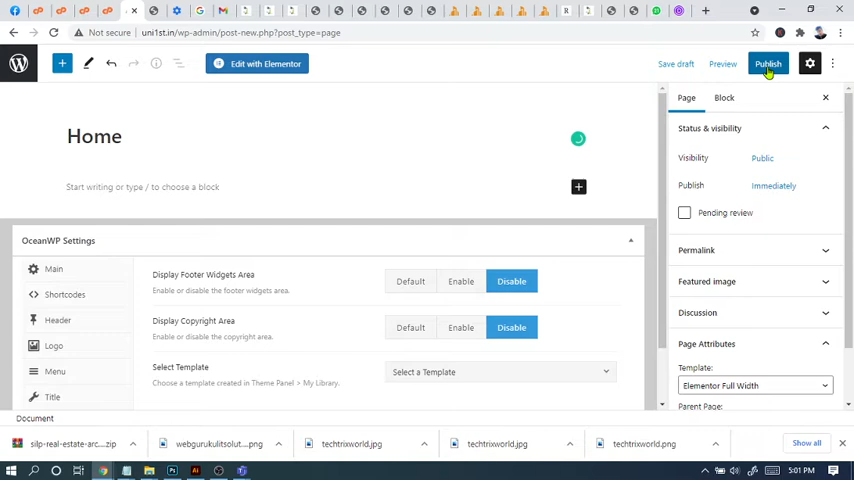 Not secure
uni1st.in/wp-admin/post-new.php?post_type=page
Edit with Elementor
Save draft
Preview
Publish
Home
Start writing or type / to choose a block
Page
Block
Status & visibility
Visibility
Public
Publish
Immediately
Pending review
Permalink
Featured image
Discussion
Page Attributes
Template:
Elementor Full Width
Parent Page:
OceanWP Settings
Main
Shortcodes
Header
Logo
Menu
Title
Display Footer Widgets Area
Enable or disable the footer widgets area.
Default
Enable
Disable
Display Copyright Area
Enable or disable the copyright area.
Default
Enable
Disable
Select Template
Choose a template created in Theme Panel > My Library.
Select a Template
Document
silp-real-estate-arc....zip
webgurukulitsolut....png
techtrixworld.jpg
techtrixworld.jpg
techtrixworld.png
Show all
5:01 PM